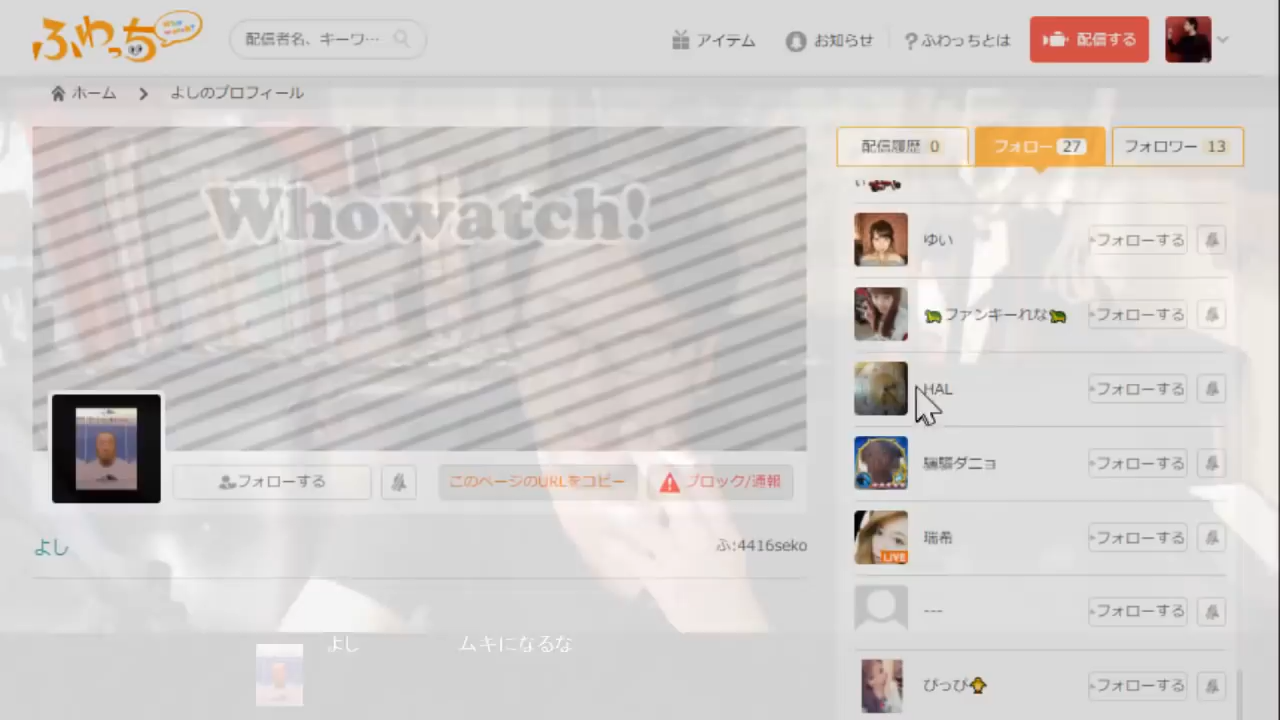 ふわっち
Who watch?
配信者名、キーワ…
アイテム
お知らせ
?ふわっちとは
配信する
ホーム
よしのプロフィール
Whowatch!
フォローする
このページのURLをコピー
ブロック/通報
よし
ふ:4416seko
配信履歴 0
フォロー 27
フォロワー 13
ゆい
フォローする
ファンキーれな
フォローする
HAL
フォローする
フォローする
瑞希
LIVE
フォローする
---
フォローする
ぴっぴ
フォローする
よし
ムキになるな